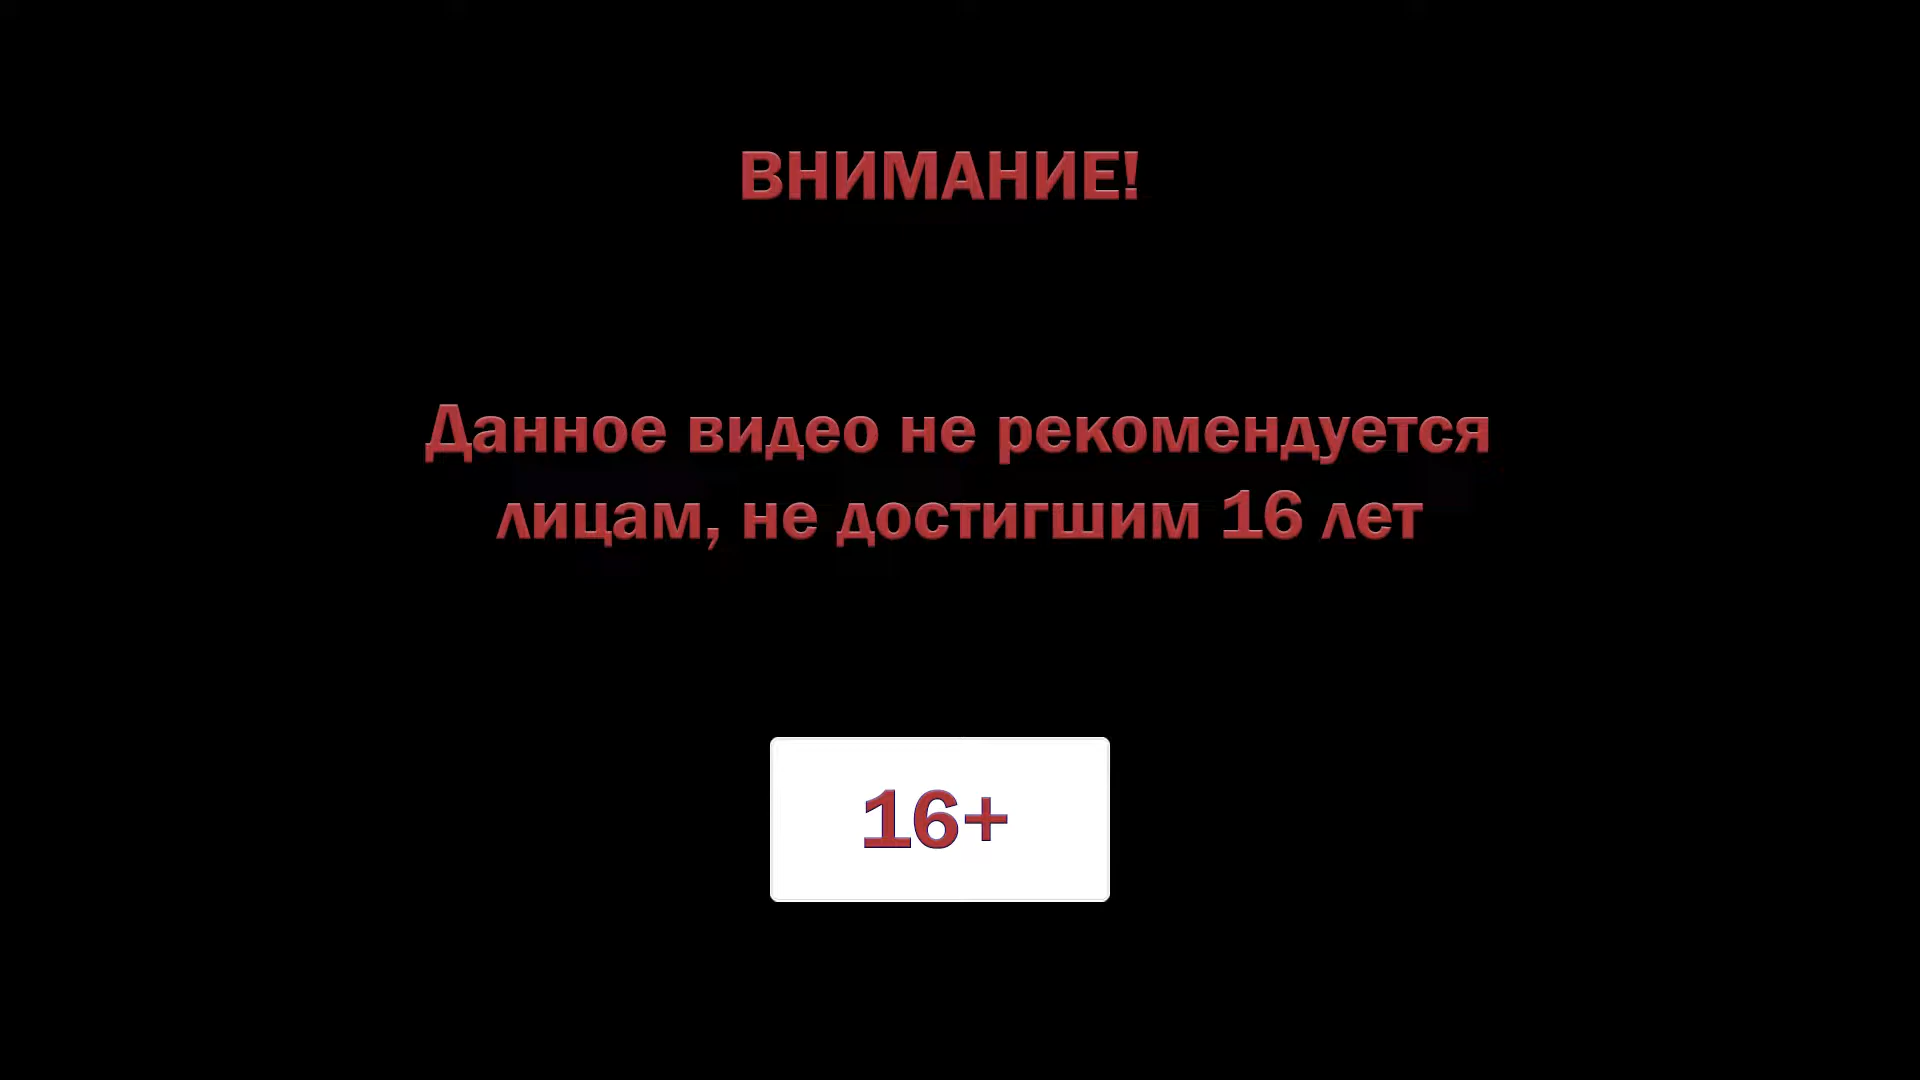 ВНИМАНИЕ!
Данное видео не рекомендуется
лицам, не достигшим 16 лет
16+